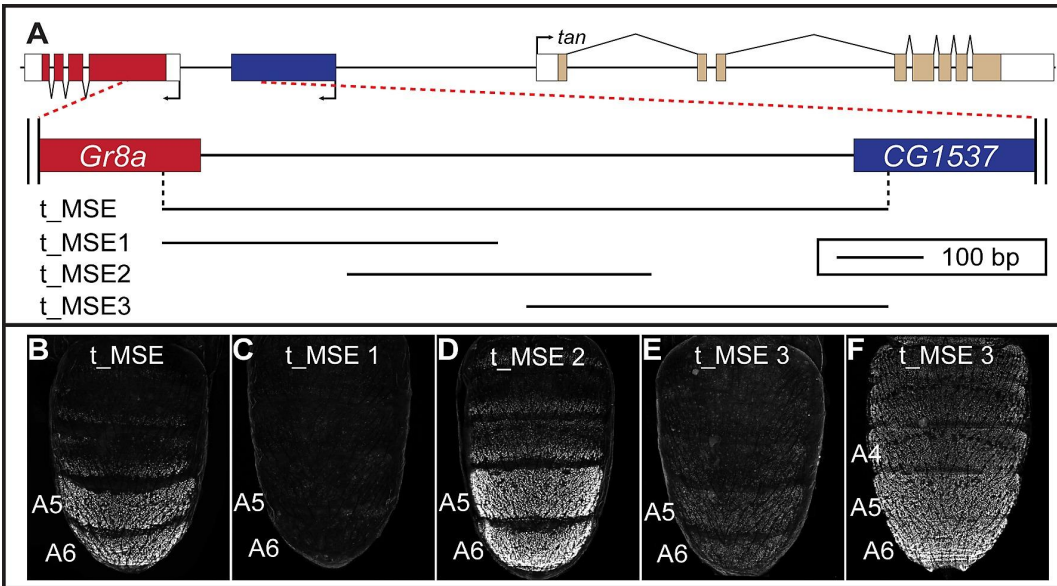 A
tan
Gr8a
CG1537
t_MSE
t_MSE1
t_MSE2
t_MSE3
100 bp
B t_MSE
A5
A6
C t_MSE 1
A5
A6
D t_MSE 2
A5
A6
E t_MSE 3
A5
A6
F t_MSE 3
A4
A5
A6